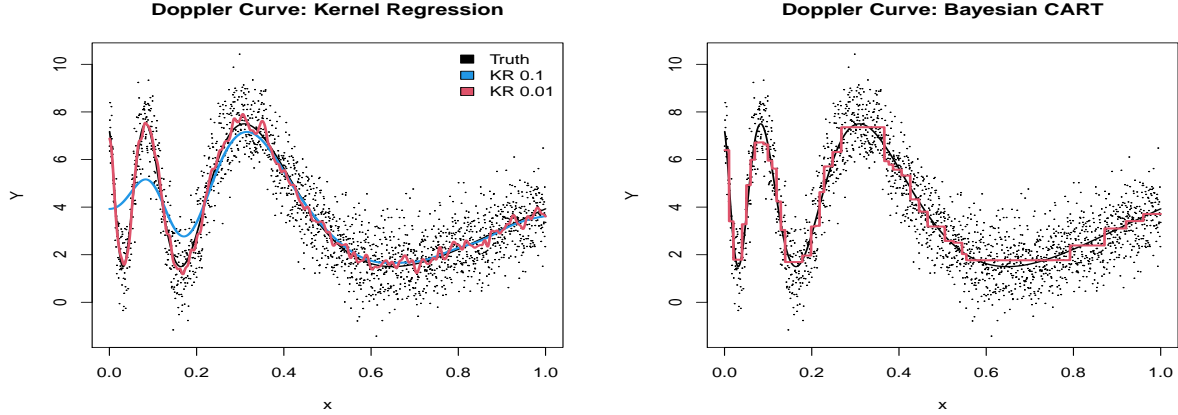 Doppler Curve: Kernel Regression
Truth
KR 0.1
KR 0.01
Y
0
2
4
6
8
10
0.0 0.2 0.4 0.6 0.8 1.0
x
Doppler Curve: Bayesian CART
Y
0
2
4
6
8
10
0.0 0.2 0.4 0.6 0.8 1.0
x